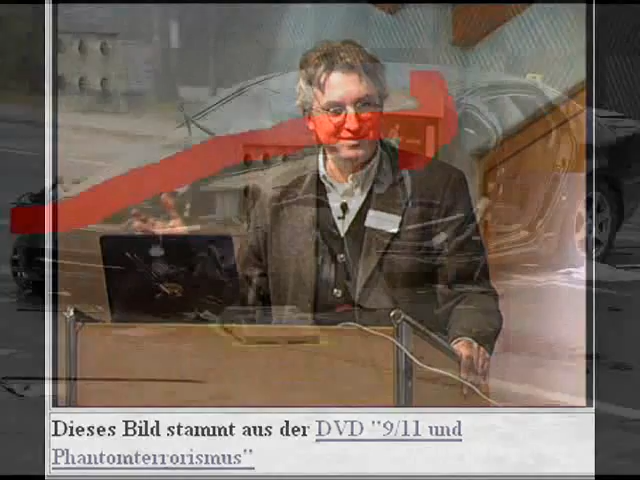 Dieses Bild stammt aus der DVD "9/11 und
Phantomterrorismus"